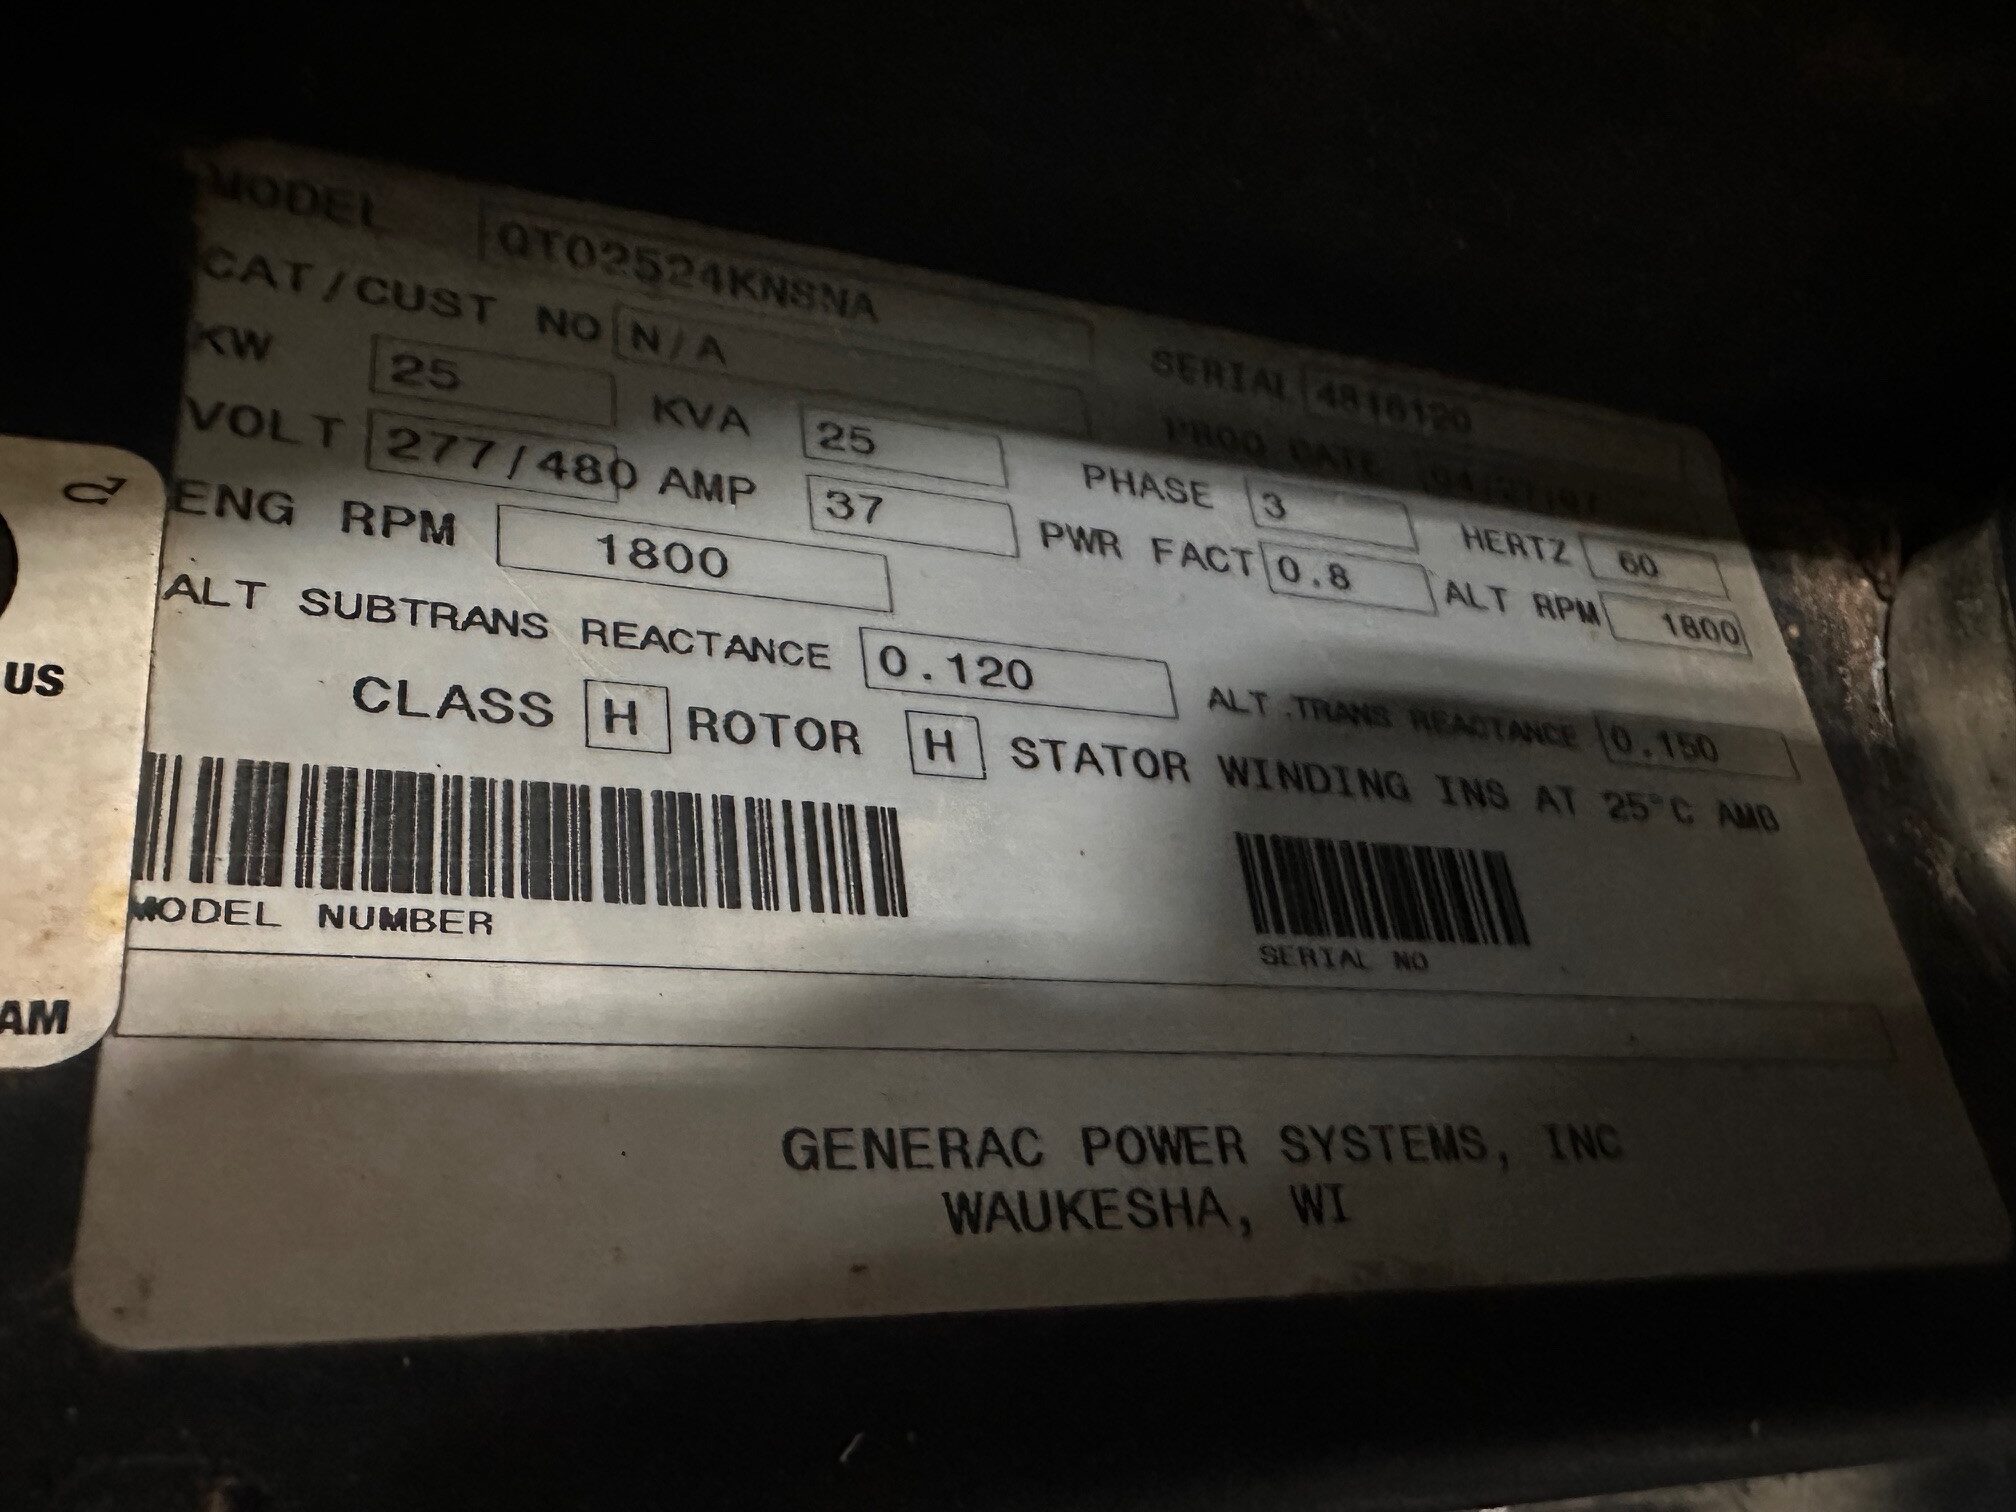 MODEL QT02524KNSNA
CAT/CUST NO N/A SERIAL 4816120
KW 25 KVA 25 PROD DATE
VOLT 277/480 AMP 37 PHASE 3 HERTZ 60
ENG RPM 1800 PWR FACT 0.8 ALT RPM 1800
ALT SUBTRANS REACTANCE 0.120 ALT TRANS REACTANCE 0.150
CLASS H ROTOR H STATOR WINDING INS AT 25°C AMB
MODEL NUMBER SERIAL NO
GENERAC POWER SYSTEMS, INC
WAUKESHA, WI
US
AM